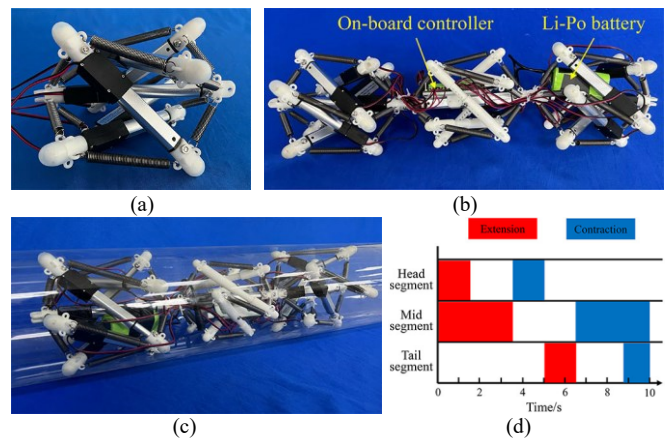 (a)
On-board controller
Li-Po battery
(b)
(c)
Extension
Contraction
Head
segment
Mid
segment
Tail
segment
0
2
4
6
8
10
Time/s
(d)